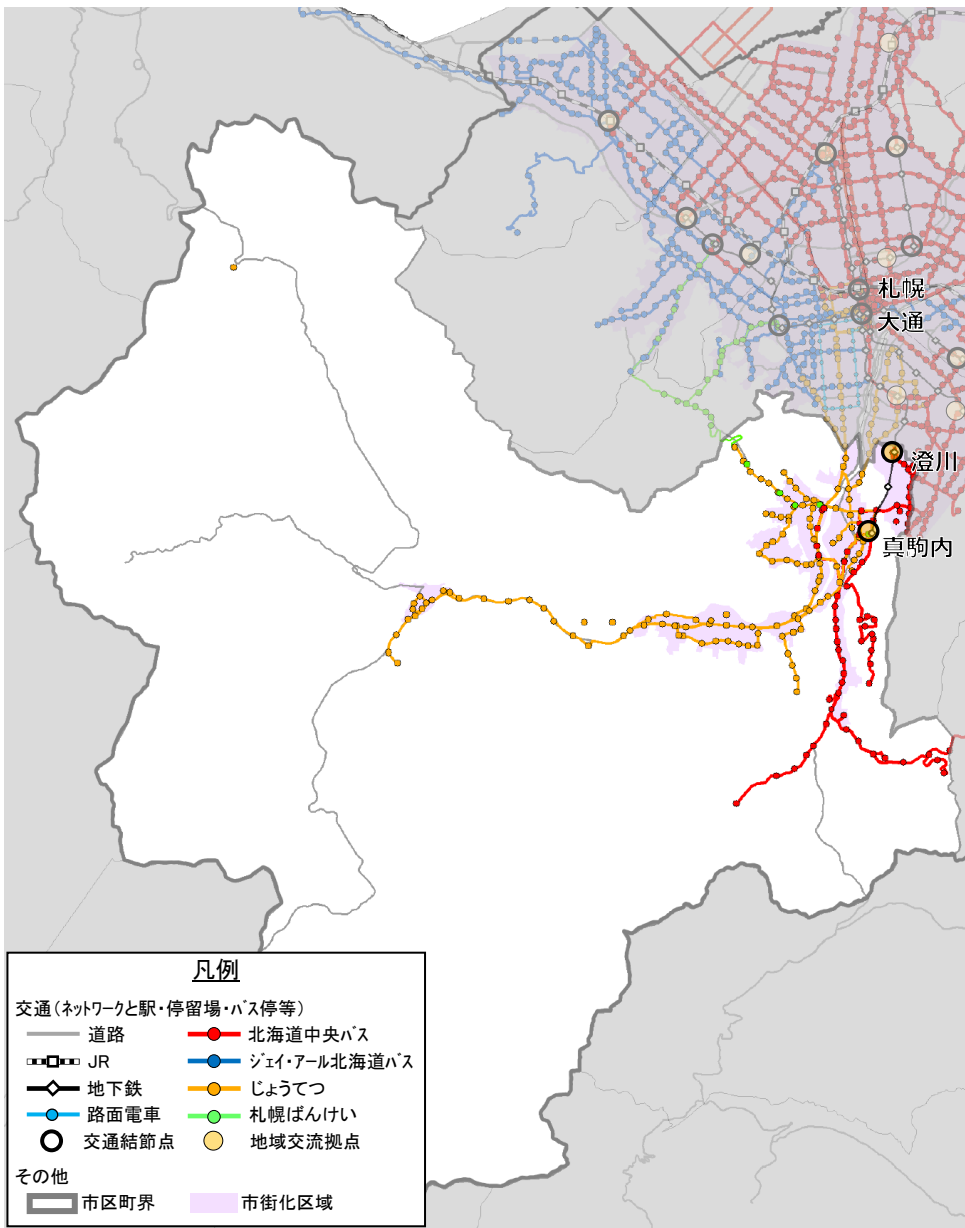 札幌
大通
澄川
真駒内
凡例
交通(ネットワークと駅・停留場・バス停等)
道路
北海道中央バス
JR
ジェイ・アール北海道バス
地下鉄
じょうてつ
路面電車
札幌ばんけい
交通結節点
地域交流拠点
その他
市区町界
市街化区域